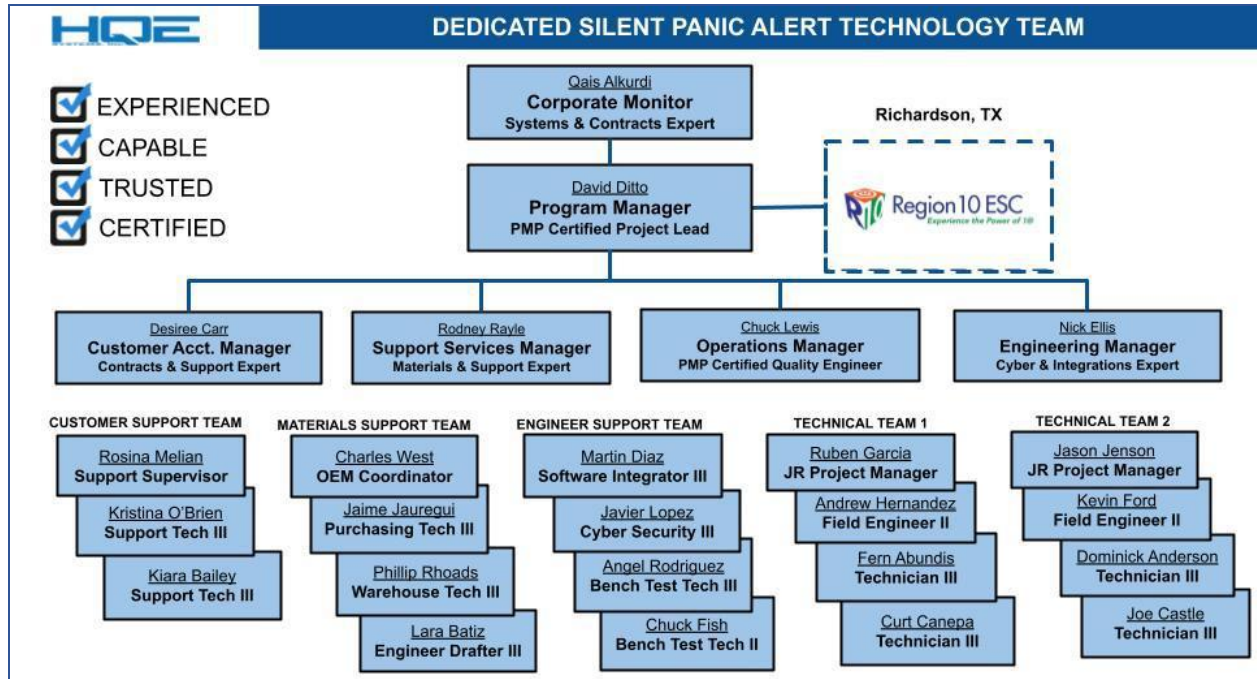 HQE
SYSTEMS, INC.
DEDICATED SILENT PANIC ALERT TECHNOLOGY TEAM
EXPERIENCED
CAPABLE
TRUSTED
CERTIFIED
Qais Alkurdi
Corporate Monitor
Systems & Contracts Expert
Richardson, TX
David Ditto
Program Manager
PMP Certified Project Lead
R10
Region 10 ESC
Experience the Power of 10
Desiree Carr
Customer Acct. Manager
Contracts & Support Expert
Rodney Rayle
Support Services Manager
Materials & Support Expert
Chuck Lewis
Operations Manager
PMP Certified Quality Engineer
Nick Ellis
Engineering Manager
Cyber & Integrations Expert
CUSTOMER SUPPORT TEAM
Rosina Melian
Support Supervisor
Kristina O'Brien
Support Tech III
Kiara Bailey
Support Tech III
MATERIALS SUPPORT TEAM
Charles West
OEM Coordinator
Jaime Jauregui
Purchasing Tech III
Phillip Rhoads
Warehouse Tech III
Lara Batiz
Engineer Drafter III
ENGINEER SUPPORT TEAM
Martin Diaz
Software Integrator III
Javier Lopez
Cyber Security III
Angel Rodriguez
Bench Test Tech III
Chuck Fish
Bench Test Tech II
TECHNICAL TEAM 1
Ruben Garcia
JR Project Manager
Andrew Hernandez
Field Engineer II
Fern Abundis
Technician III
Curt Canepa
Technician III
TECHNICAL TEAM 2
Jason Jenson
JR Project Manager
Kevin Ford
Field Engineer II
Dominick Anderson
Technician III
Joe Castle
Technician III